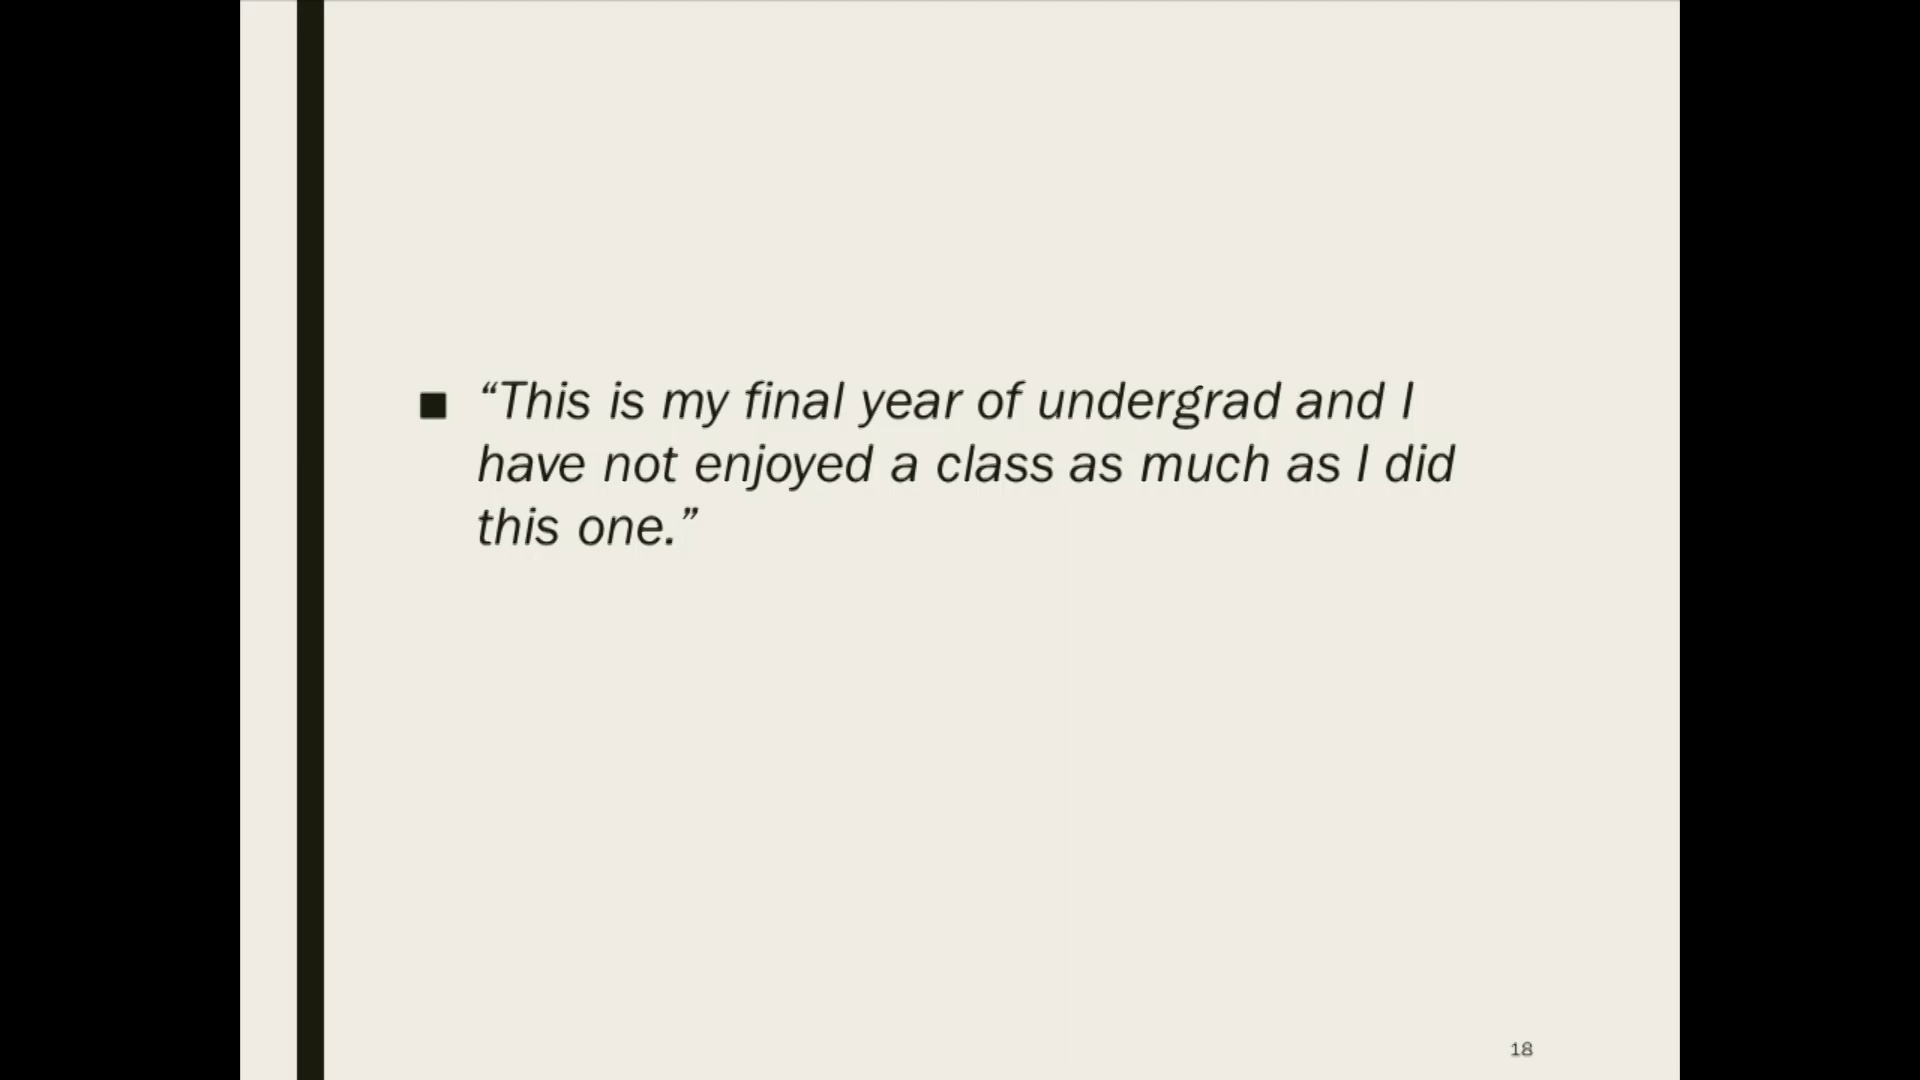 ■ “This is my final year of undergrad and I
have not enjoyed a class as much as I did
this one.”
18